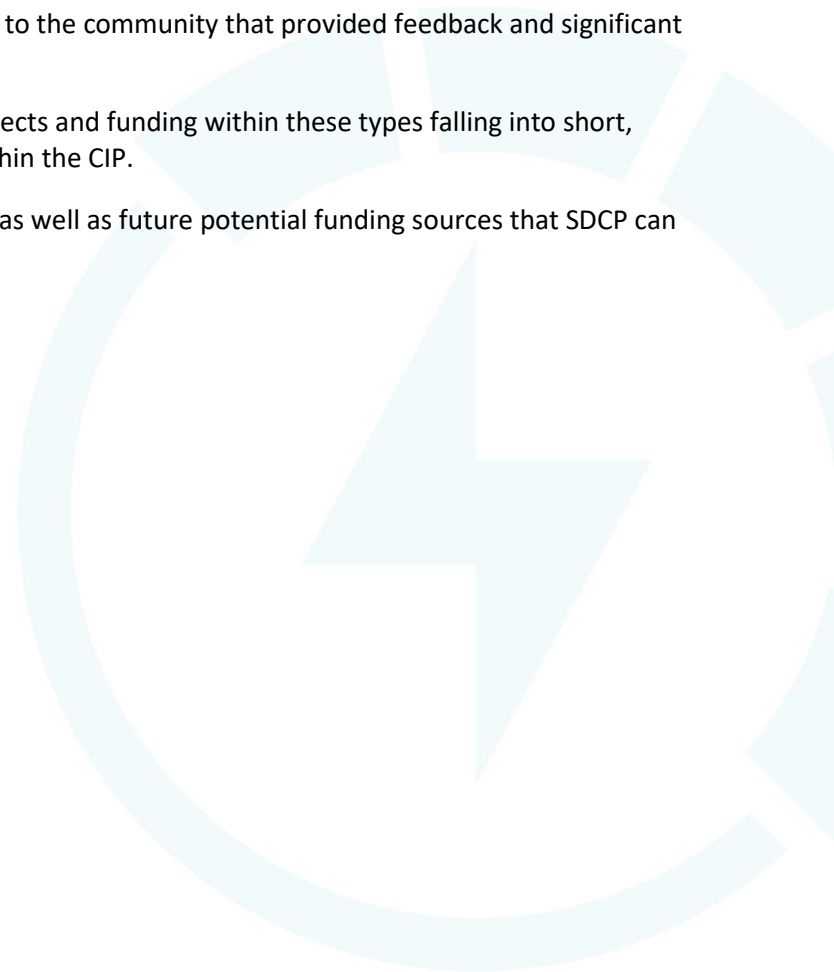 to the community that provided feedback and significant
ects and funding within these types falling into short,
hin the CIP.
as well as future potential funding sources that SDCP can